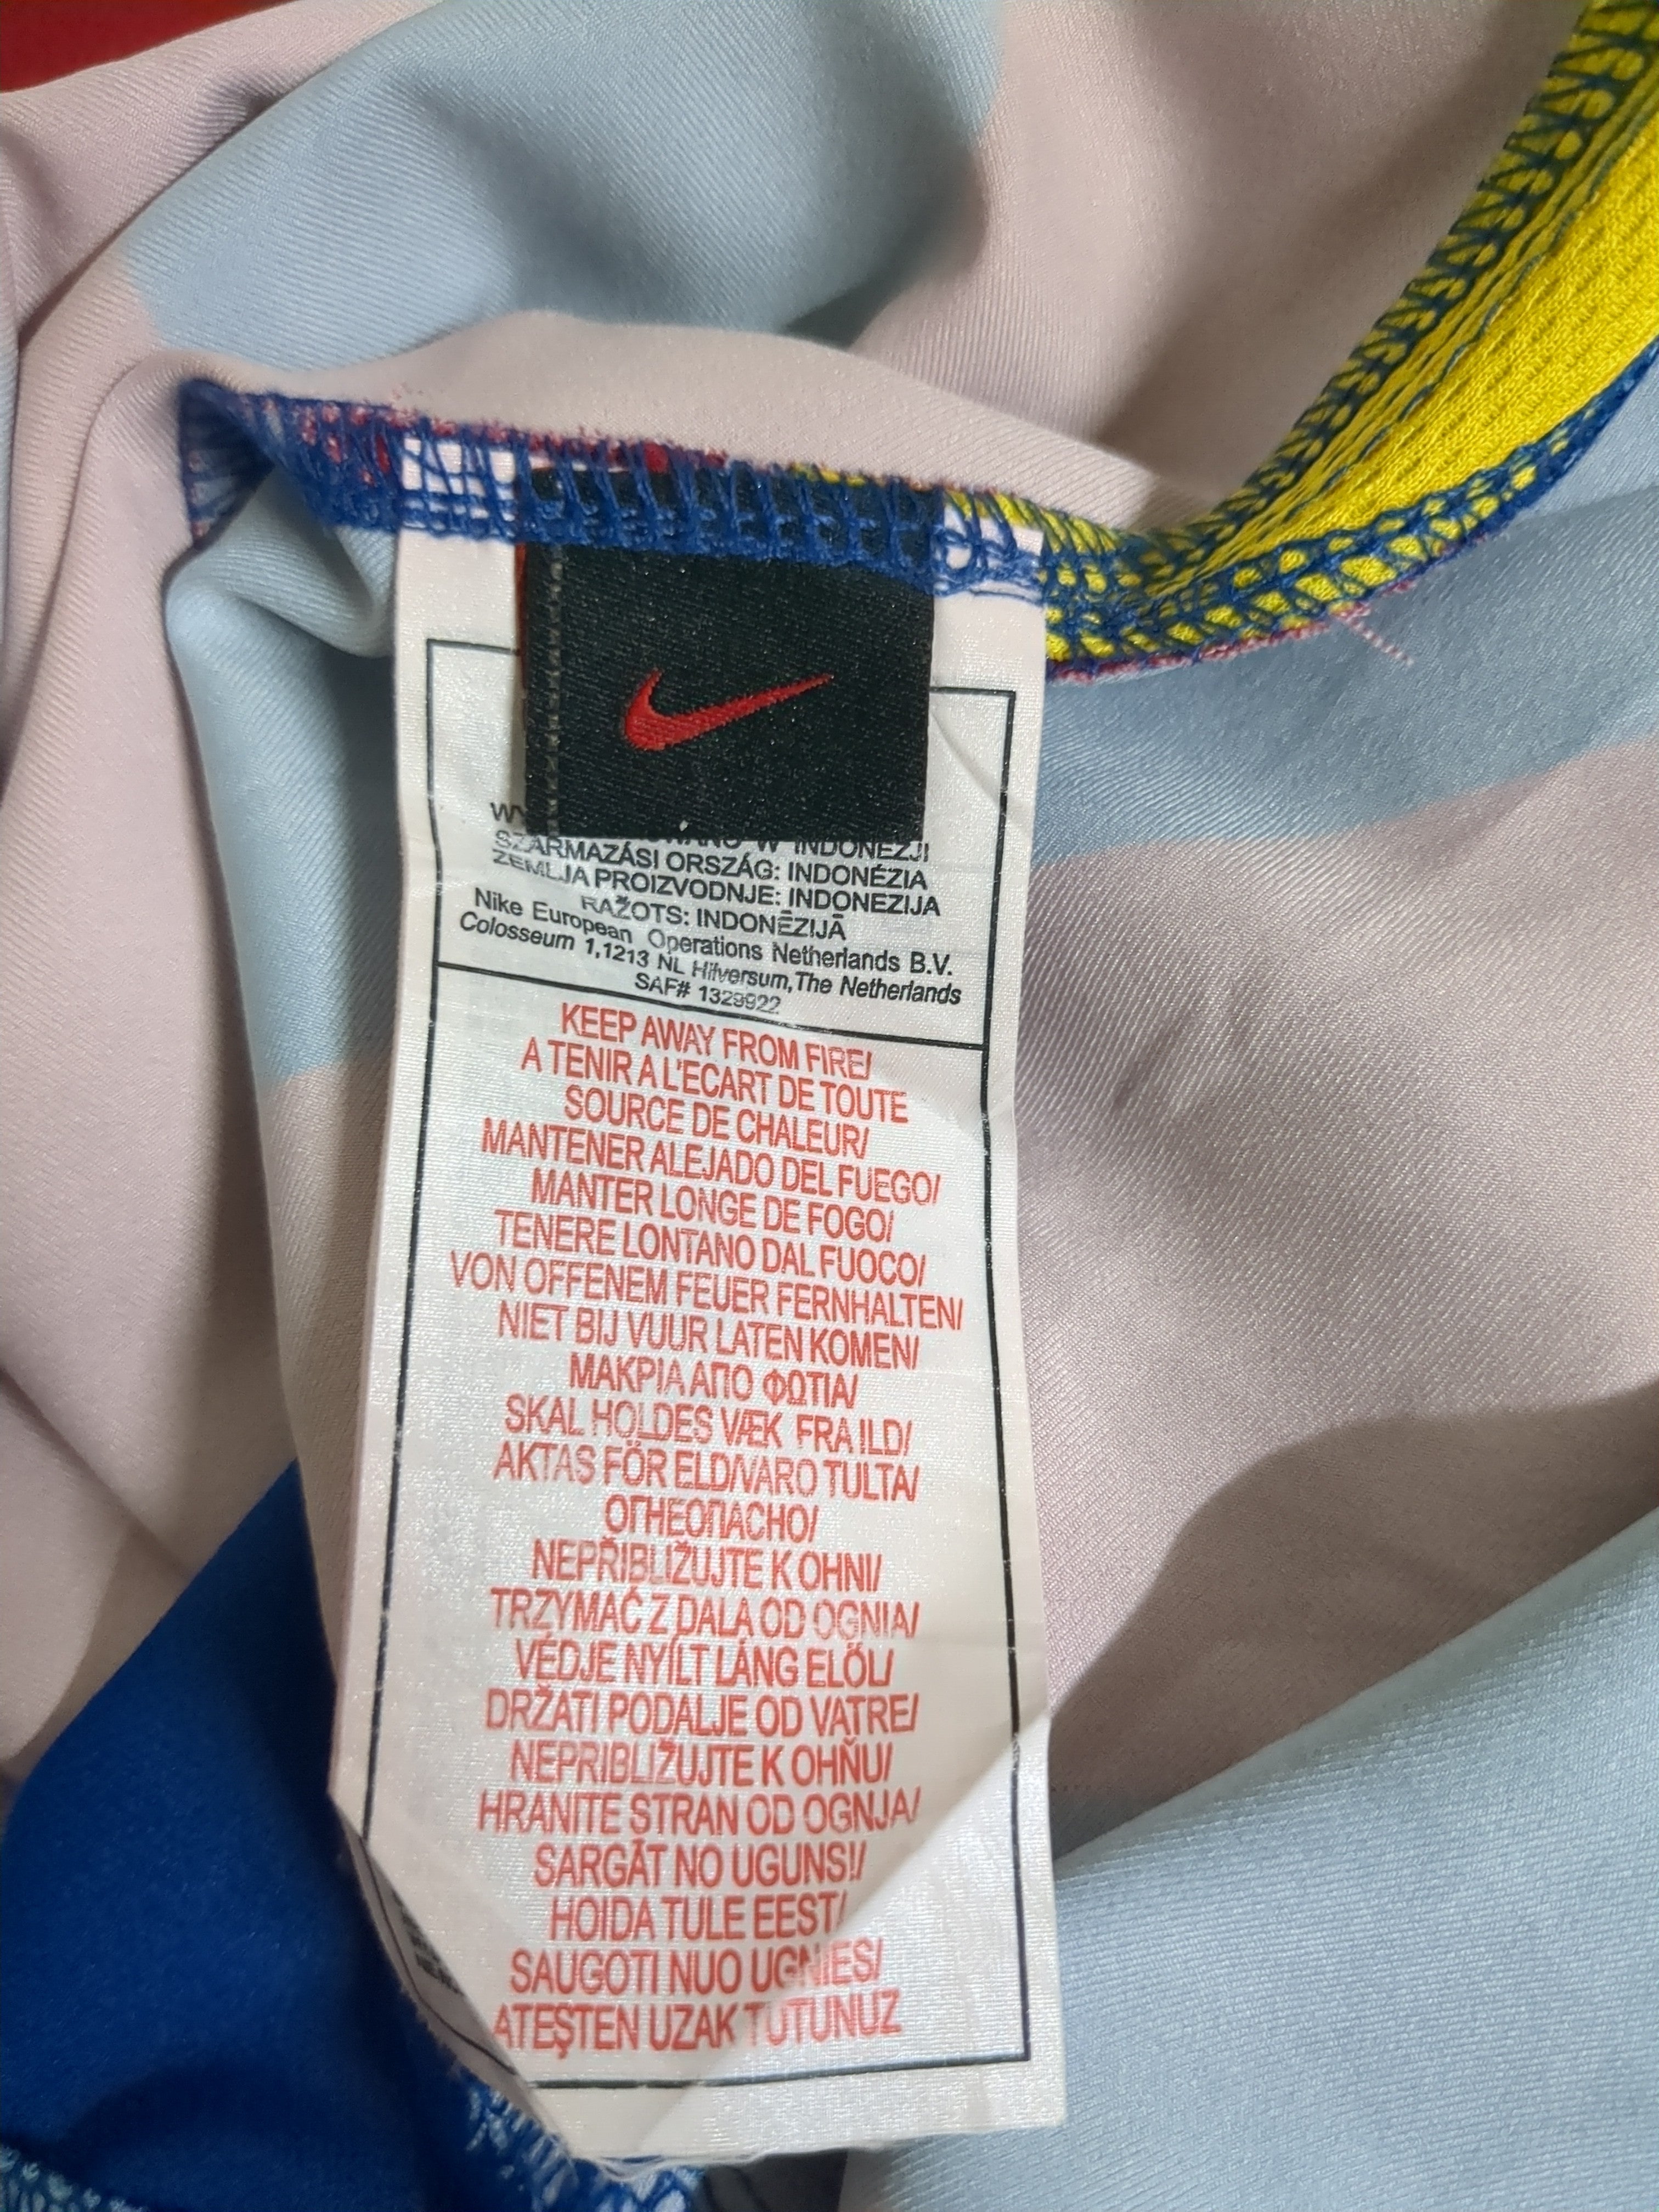 W INDONEZJI
SZÁRMAZÁSI ORSZÁG: INDONÉZIA
ZEMLJA PROIZVODNJE: INDONEZIJA
RAŽOTS: INDONĒZIJĀ
Nike European Operations Netherlands B.V.
Colosseum 1,1213 NL Hilversum,The Netherlands
SAF# 1329922
KEEP AWAY FROM FIRE/
A TENIR A L'ECART DE TOUTE
SOURCE DE CHALEUR/
MANTENER ALEJADO DEL FUEGO/
MANTER LONGE DE FOGO/
TENERE LONTANO DAL FUOCO/
VON OFFENEM FEUER FERNHALTEN/
NIET BIJ VUUR LATEN KOMEN/
ΜΑΚΡΙΑ ΑΠΟ ΦΩΤΙΑ/
SKAL HOLDES VÆK FRA ILD/
AKTAS FÖR ELD/VARO TULTA/
ОГНЕОПАСНО/
NEPŘIBLIŽUJTE K OHNI/
TRZYMAĆ Z DALA OD OGNIA/
VÉDJE NYÍLT LÁNG ELŐL/
DRŽATI PODALJE OD VATRE/
NEPRIBLIŽUJTE K OHŇU/
HRANITE STRAN OD OGNJA/
SARGĀT NO UGUNS!/
HOIDA TULE EEST/
SAUGOTI NUO UGNIES/
ATEŞTEN UZAK TUTUNUZ